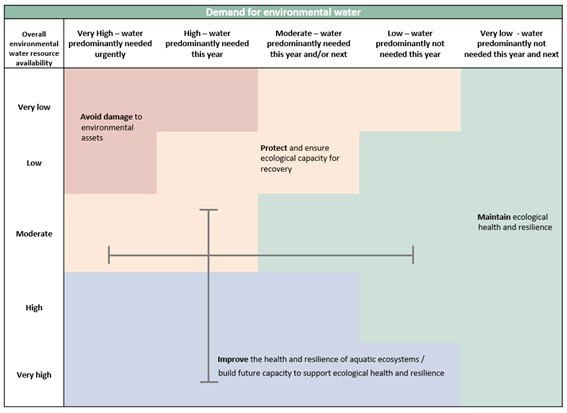 Demand for environmental water
Overall
environmental
water resource
availability
Very High – water
predominantly needed
urgently
High – water
predominantly needed
this year
Moderate – water
predominantly needed
this year and/or next
Low – water
predominantly not
needed this year
Very low - water
predominantly not
needed this year and next
Very low
Avoid damage to
environmental
assets
Low
Protect and ensure
ecological capacity for
recovery
Moderate
Maintain ecological
health and resilience
High
Very high
Improve the health and resilience of aquatic ecosystems /
build future capacity to support ecological health and resilience